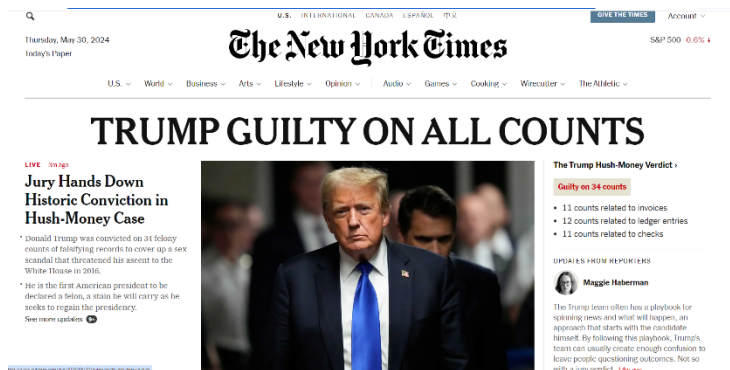 U.S. INTERNATIONAL CANADA ESPAÑOL 中文
GIVE THE TIMES
Account
Thursday, May 30, 2024
Today's Paper
The New York Times
S&P 500 -0.6%
U.S. World Business Arts Lifestyle Opinion Audio Games Cooking Wirecutter The Athletic
TRUMP GUILTY ON ALL COUNTS
LIVE 3m ago
Jury Hands Down
Historic Conviction in
Hush-Money Case
• Donald Trump was convicted on 34 felony
counts of falsifying records to cover up a sex
scandal that threatened his ascent to the
White House in 2016.
• He is the first American president to be
declared a felon, a stain he will carry as he
seeks to regain the presidency.
See more updates 9+
The Trump Hush-Money Verdict ›
Guilty on 34 counts
• 11 counts related to invoices
• 12 counts related to ledger entries
• 11 counts related to checks
UPDATES FROM REPORTERS
Maggie Haberman
The Trump team often has a playbook for
spinning news and what will happen, an
approach that starts with the candidate
himself. By following this playbook, Trump's
team can usually create enough confusion to
leave people questioning outcomes. Not so
with a jury verdict.